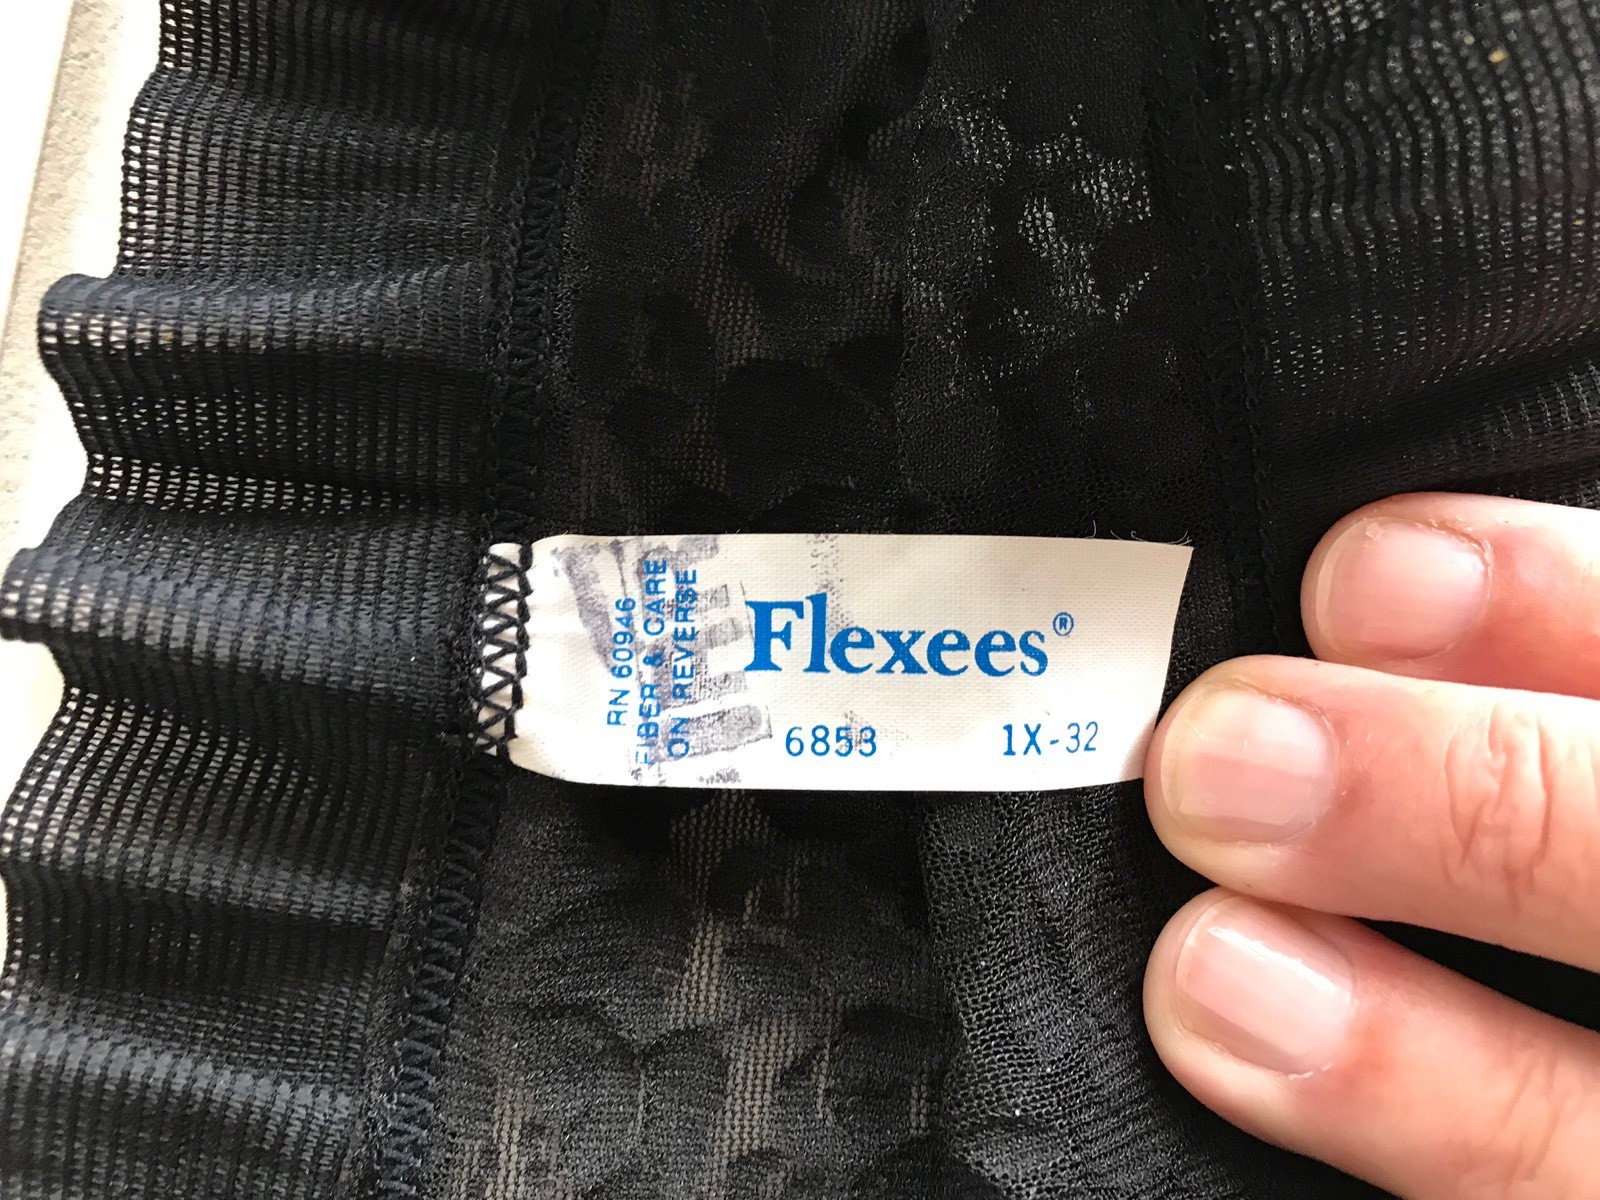 RN 60946
FIBER & CARE
ON REVERSE
Flexees®
6853 1X-32